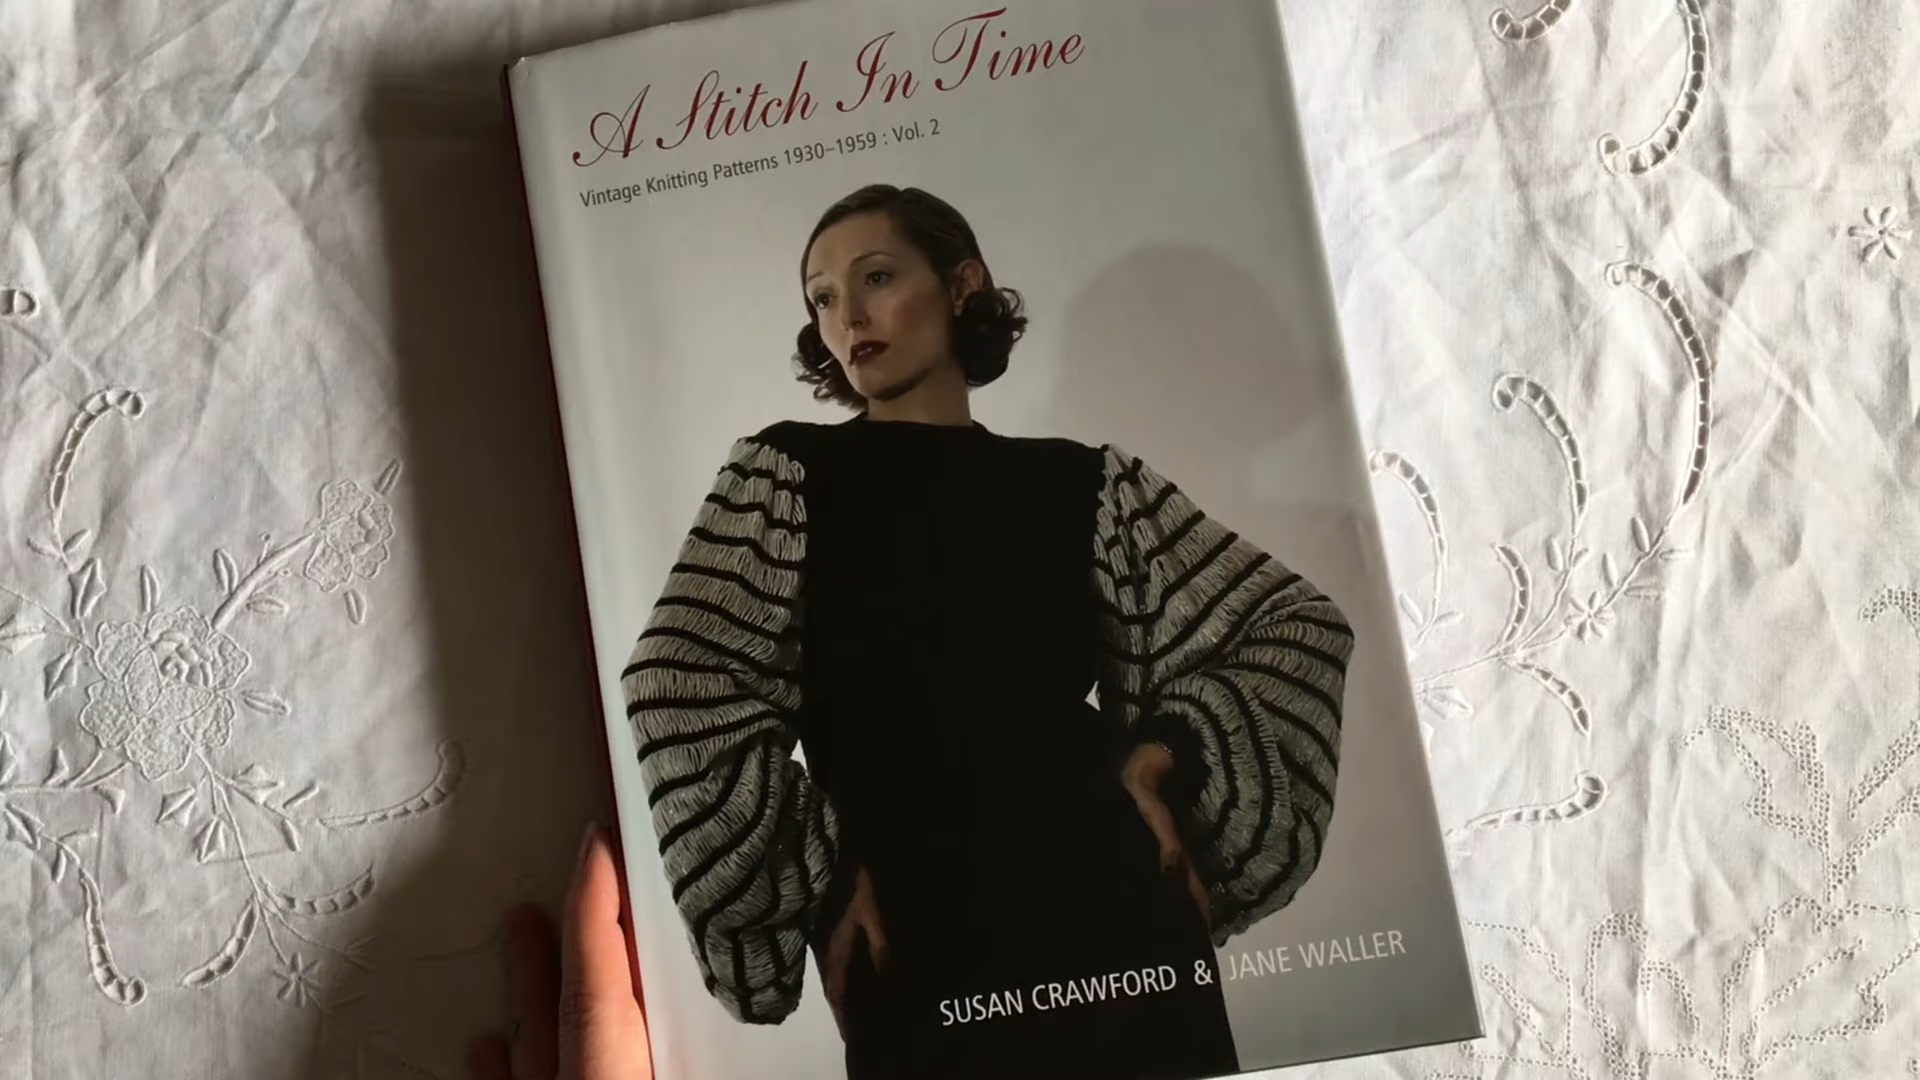 A Stitch In Time
Vintage Knitting Patterns 1930–1959 : Vol. 2
SUSAN CRAWFORD & JANE WALLER